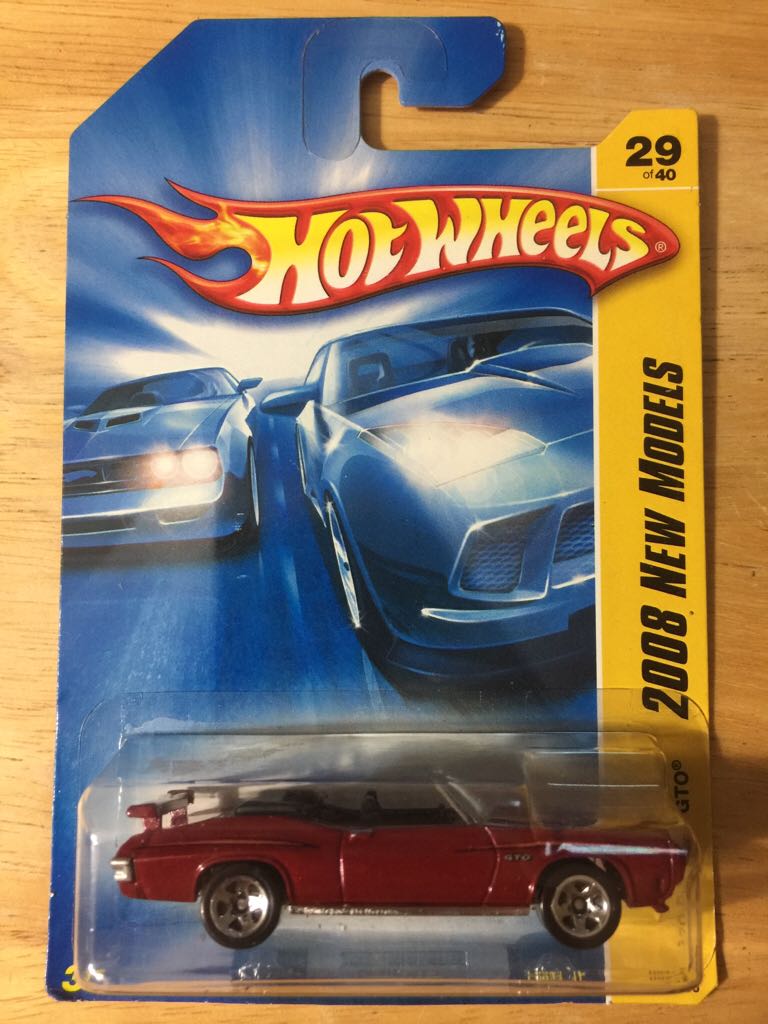 29
of 40
HOT WHEELS®
2008 NEW MODELS
GTO®
GTO